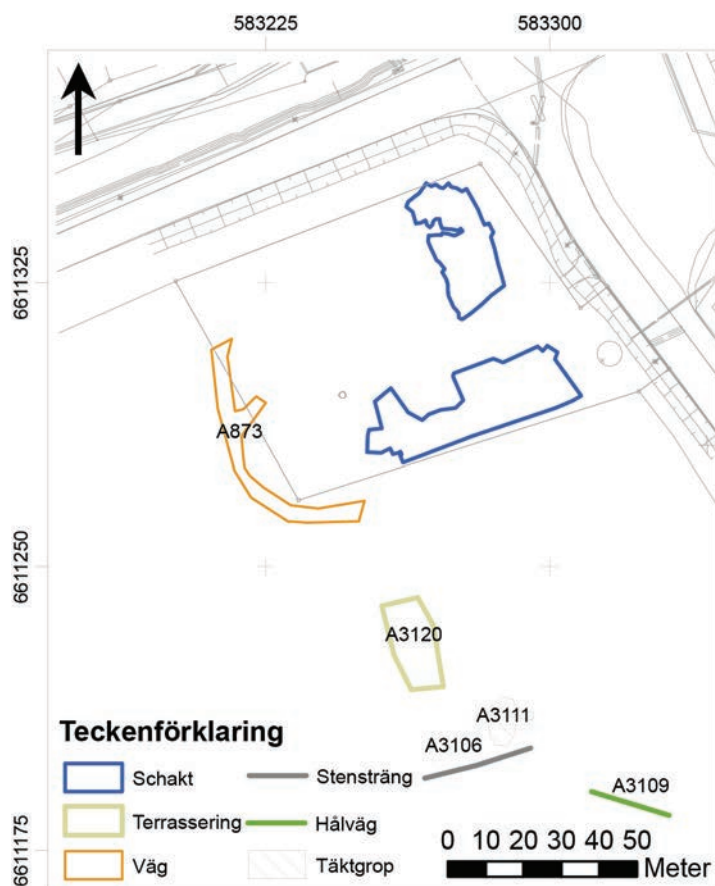 583225 583300
6611325
A873
6611250
A3120
A3111
A3106
A3109
6611175
Teckenförklaring
Schakt Stensträng
Terrassering Hålväg
Väg Täktgrop
0 10 20 30 40 50
Meter